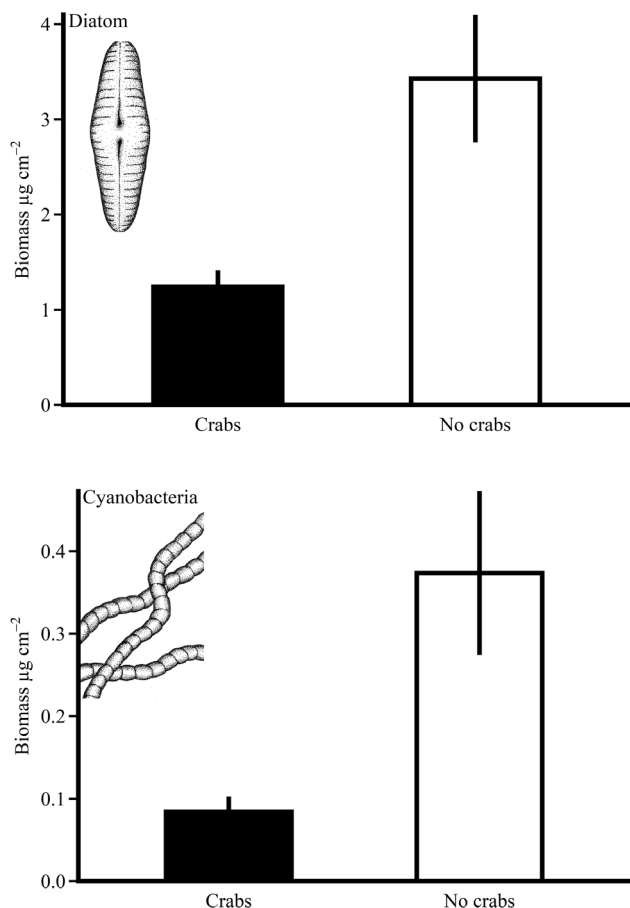 Diatom
4
3
2
1
0
Biomass µg cm⁻²
Crabs No crabs
Cyanobacteria
0.4
0.3
0.2
0.1
0.0
Biomass µg cm⁻²
Crabs No crabs